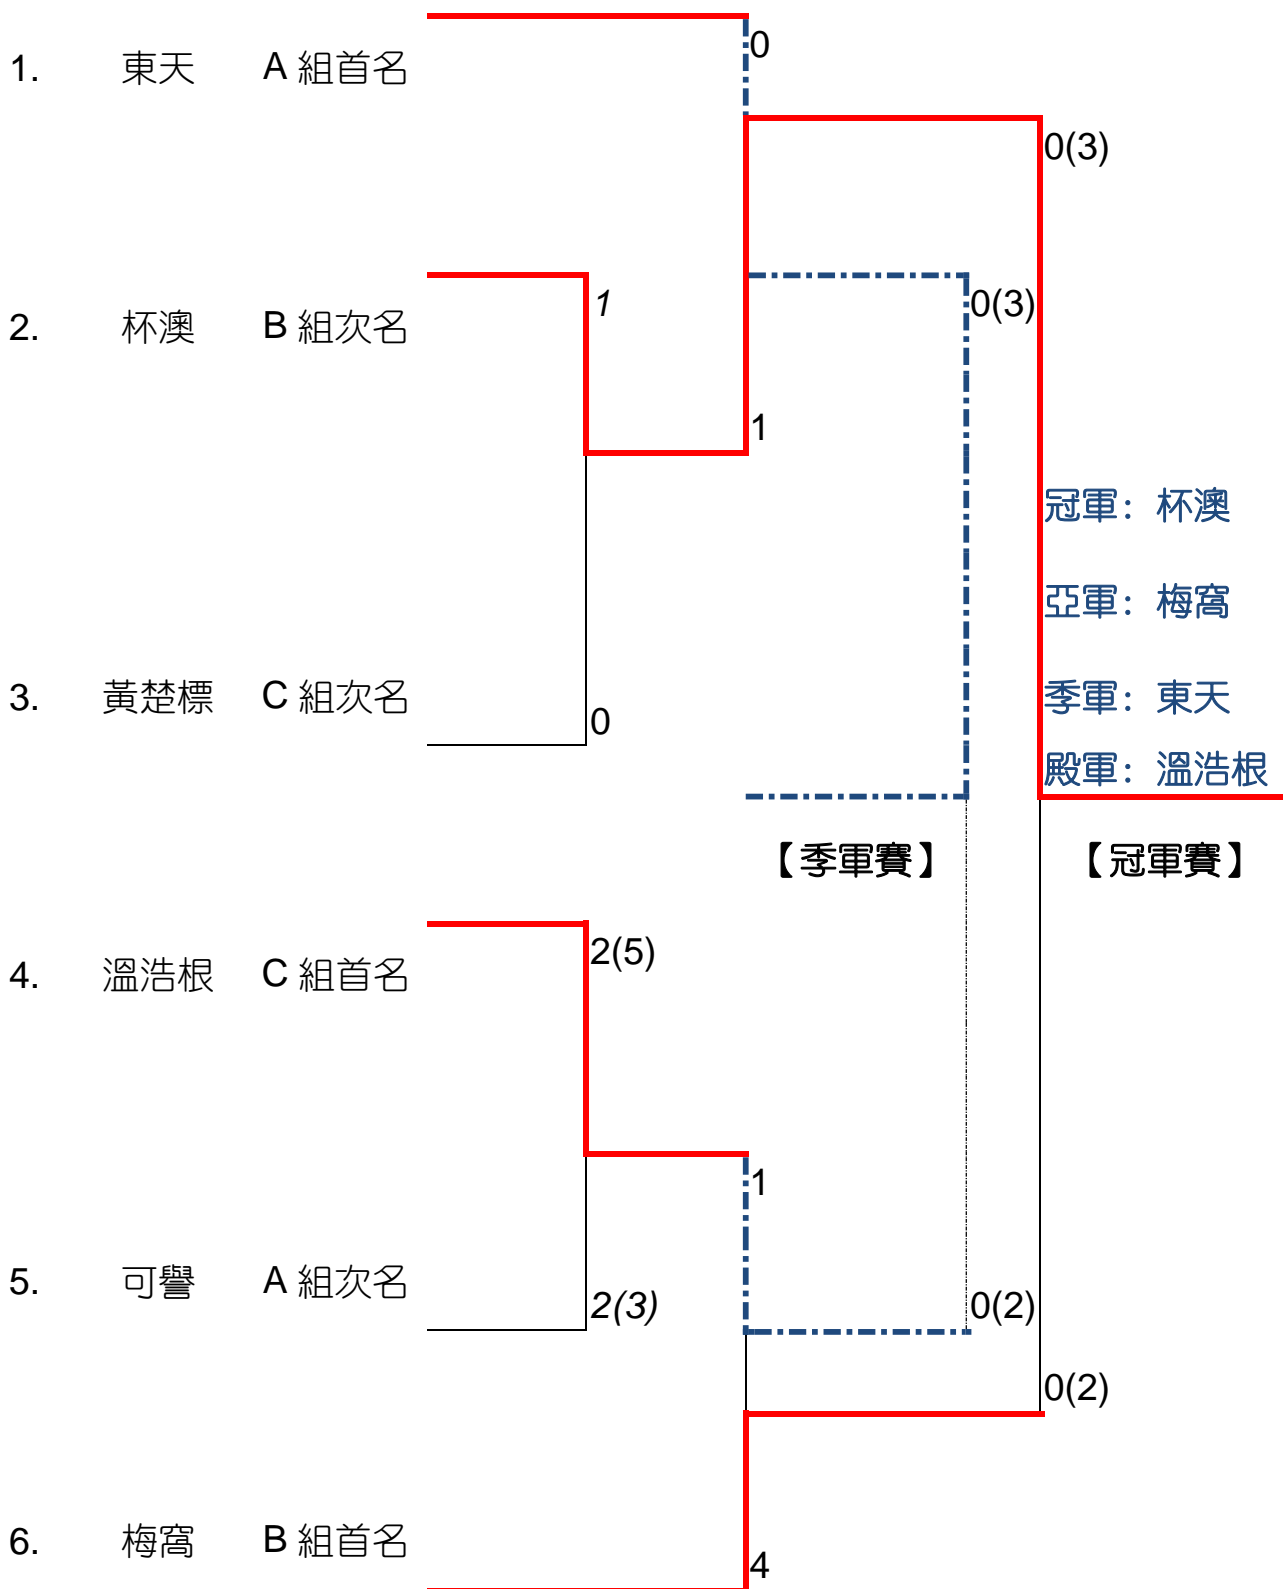 0
1. 東天 A 組首名
0(3)
1
0(3)
2. 杯澳 B 組次名
1
冠軍：杯澳
亞軍：梅窩
3. 黃楚標 C 組次名
季軍：東天
0
殿軍：溫浩根
【季軍賽】 【冠軍賽】
2(5)
4. 溫浩根 C 組首名
1
5. 可譽 A 組次名
2(3)
0(2)
0(2)
6. 梅窩 B 組首名
4